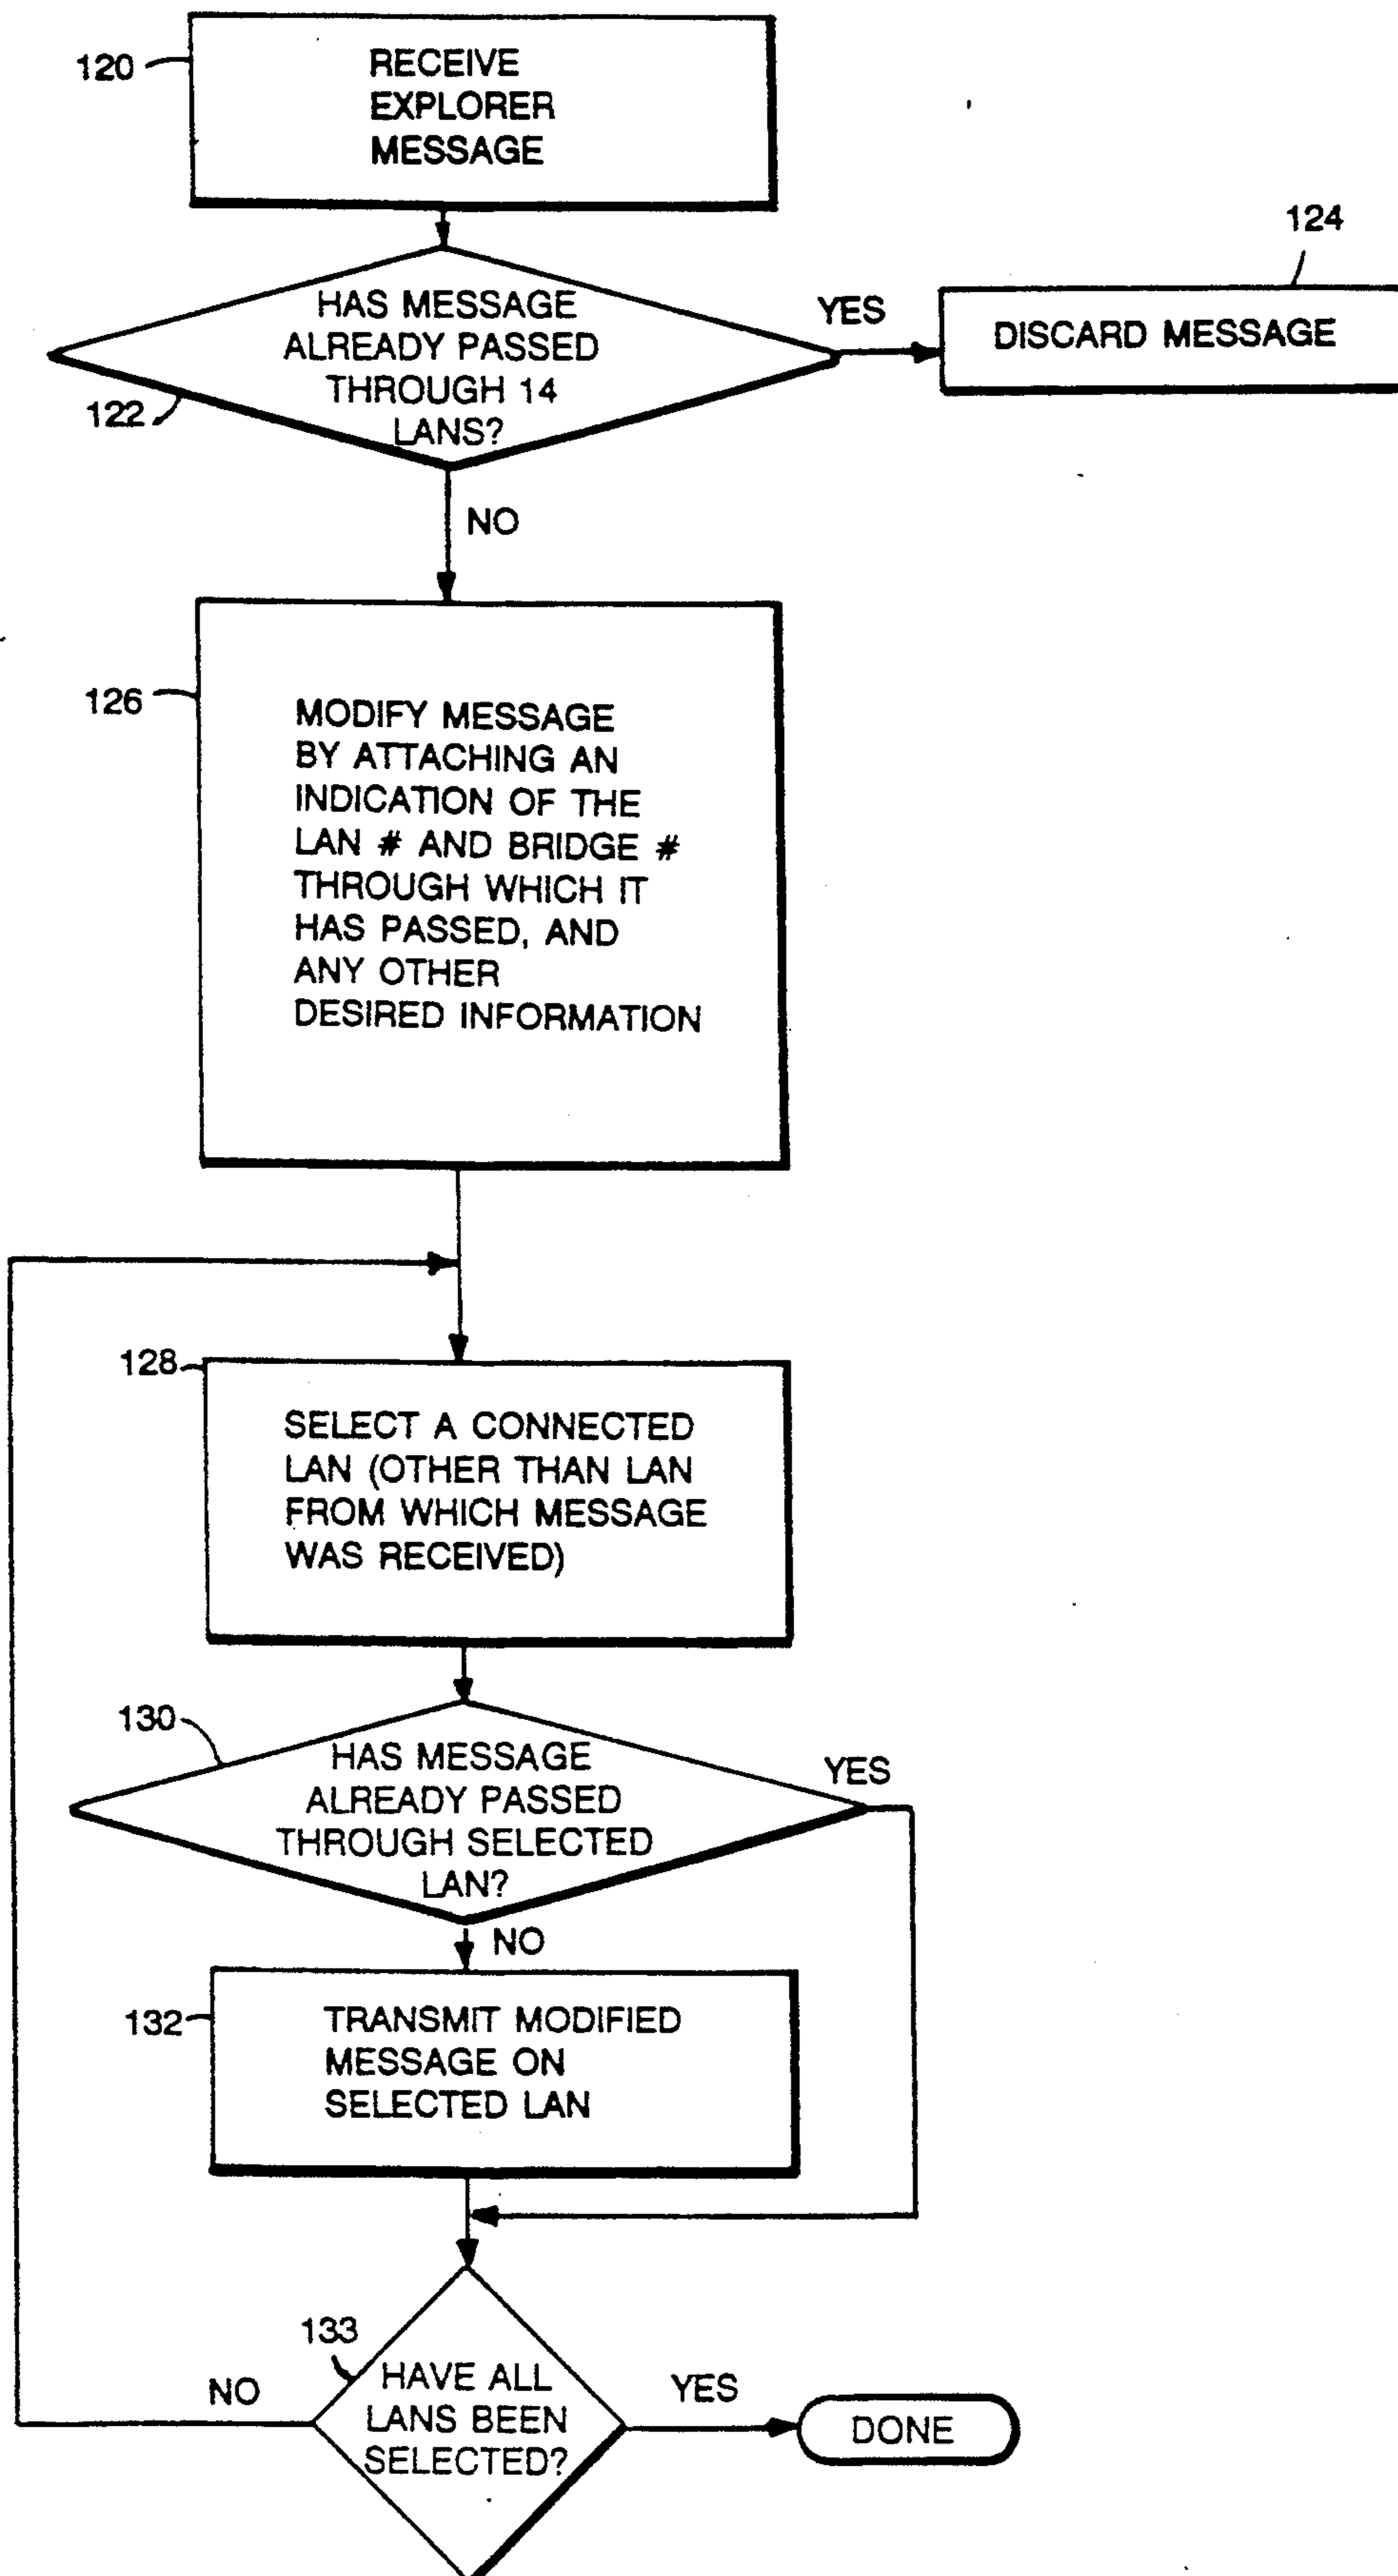 120
RECEIVE
EXPLORER
MESSAGE
124
HAS MESSAGE
ALREADY PASSED
THROUGH 14
LANS?
YES
DISCARD MESSAGE
122
NO
126
MODIFY MESSAGE
BY ATTACHING AN
INDICATION OF THE
LAN # AND BRIDGE #
THROUGH WHICH IT
HAS PASSED, AND
ANY OTHER
DESIRED INFORMATION
128
SELECT A CONNECTED
LAN (OTHER THAN LAN
FROM WHICH MESSAGE
WAS RECEIVED)
130
HAS MESSAGE
ALREADY PASSED
THROUGH SELECTED
LAN?
YES
NO
132
TRANSMIT MODIFIED
MESSAGE ON
SELECTED LAN
133
HAVE ALL
LANS BEEN
SELECTED?
NO
YES
DONE